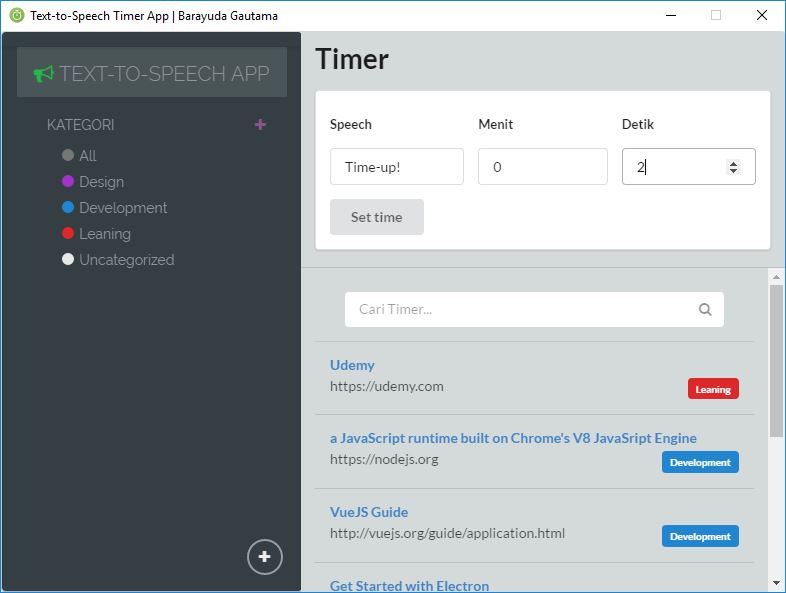 Text-to-Speech Timer App | Barayuda Gautama
TEXT-TO-SPEECH APP
KATEGORI
All
Design
Development
Leaning
Uncategorized
Timer
Speech Menit Detik
Time-up! 0 2
Set time
Cari Timer...
Udemy
https://udemy.com
Leaning
a JavaScript runtime built on Chrome's V8 JavaSript Engine
https://nodejs.org
Development
VueJS Guide
http://vuejs.org/guide/application.html
Development
Get Started with Electron